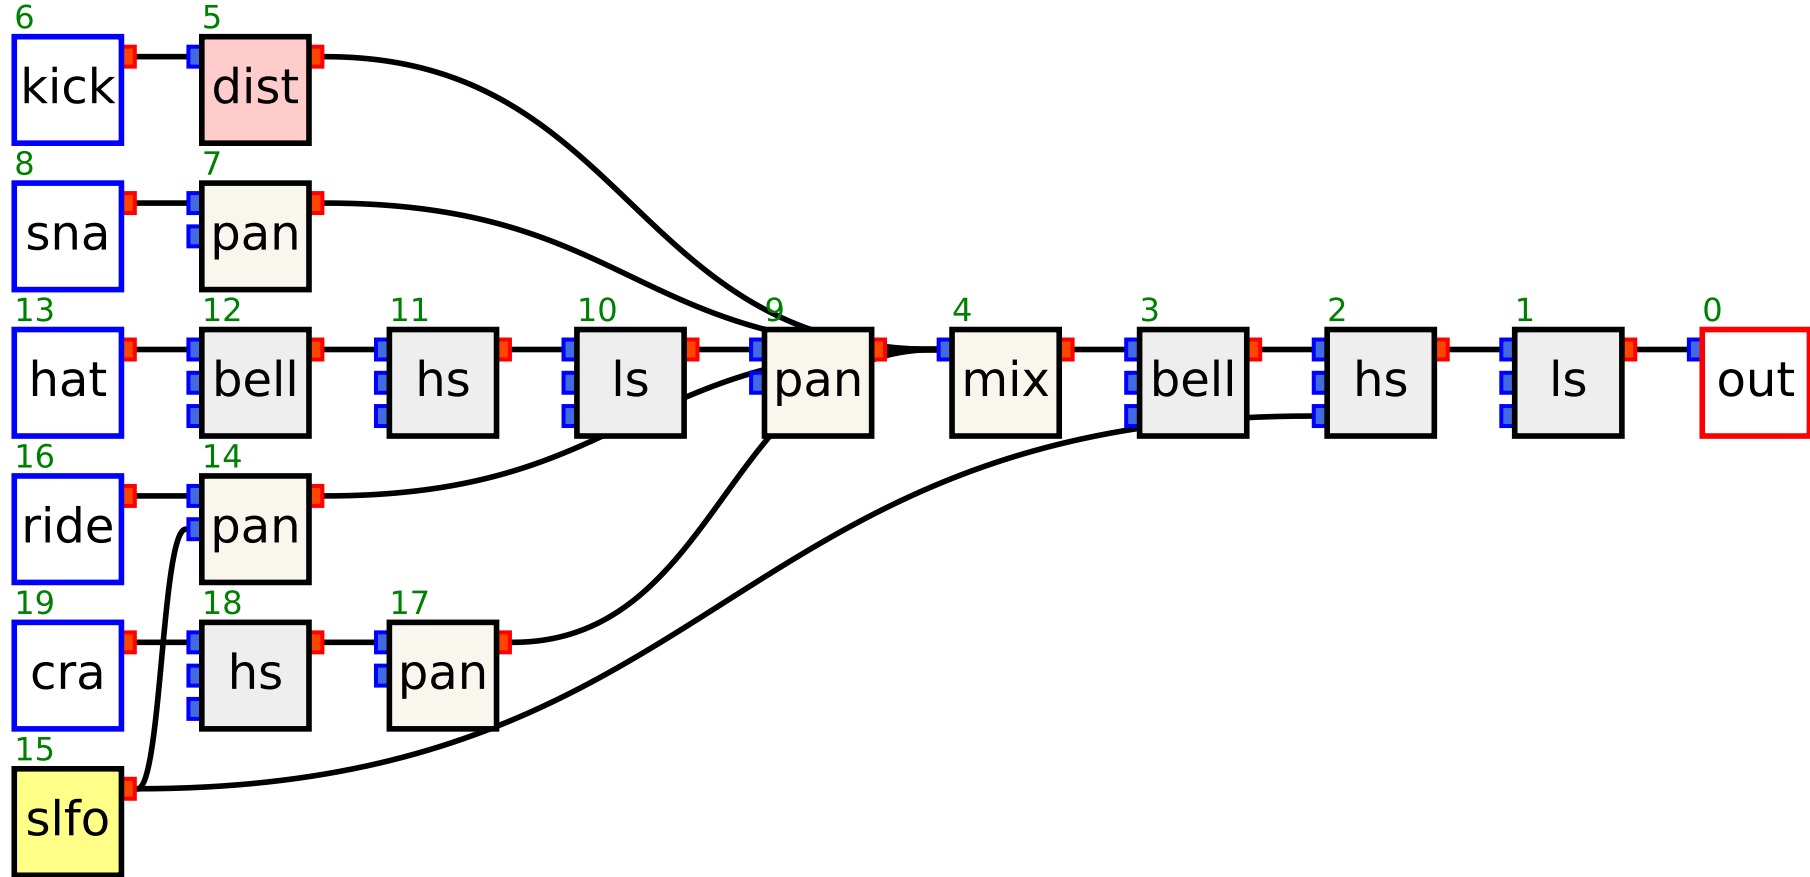 6 5
kick dist
8 7
sna pan
13 12 11 10 9 4 3 2 1 0
hat bell hs ls pan mix bell hs ls out
16 14
ride pan
19 18 17
cra hs pan
15
slfo